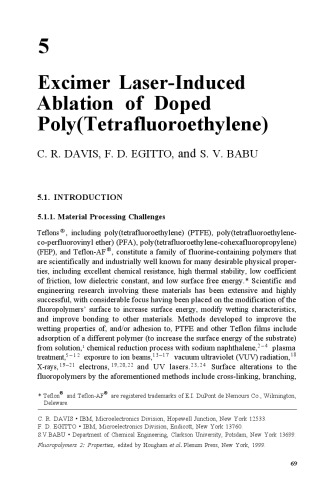 5
Excimer Laser-Induced
Ablation of Doped
Poly(Tetrafluoroethylene)
C. R. DAVIS, F. D. EGITTO, and S. V. BABU
5.1. INTRODUCTION
5.1.1. Material Processing Challenges
Teflons®, including poly(tetrafluoroethylene) (PTFE), poly(tetrafluoroethylene-
co-perfluorovinyl ether) (PFA), poly(tetrafluoroethylene-cohexafluoropropylene)
(FEP), and Teflon-AF®, constitute a family of fluorine-containing polymers that
are scientifically and industrially well known for many desirable physical proper-
ties, including excellent chemical resistance, high thermal stability, low coefficient
of friction, low dielectric constant, and low surface free energy.* Scientific and
engineering research involving these materials has been extensive and highly
successful, with considerable focus having been placed on the modification of the
fluoropolymers’ surface to increase surface energy, modify wetting characteristics,
and improve bonding to other materials. Methods developed to improve the
wetting properties of, and/or adhesion to, PTFE and other Teflon films include
adsorption of a different polymer (to increase the surface energy of the substrate)
from solution,¹ chemical reduction process with sodium naphthalene,²⁻⁸ plasma
treatment,⁵⁻¹² exposure to ion beams,¹³⁻¹⁷ vacuum ultraviolet (VUV) radiation,¹⁸
X-rays,¹⁹⁻²¹ electrons,¹⁹,²⁰,²² and UV lasers.²³,²⁴ Surface alterations to the
fluoropolymers by the aforementioned methods include cross-linking, branching,
* Teflon® and Teflon-AF® are registered trademarks of E.I. DuPont de Nemours Co., Wilmington,
Deleware.
C. R. DAVIS • IBM, Microelectronics Division, Hopewell Junction, New York 12533.
F. D. EGITTO • IBM, Microelectronics Division, Endicott, New York 13760.
S.V BABU • Department of Chemical Engineering, Clarkson University, Potsdam, New York 13699.
Fluoropolymers 2: Properties, edited by Hougham et al. Plenum Press, New York, 1999.
69